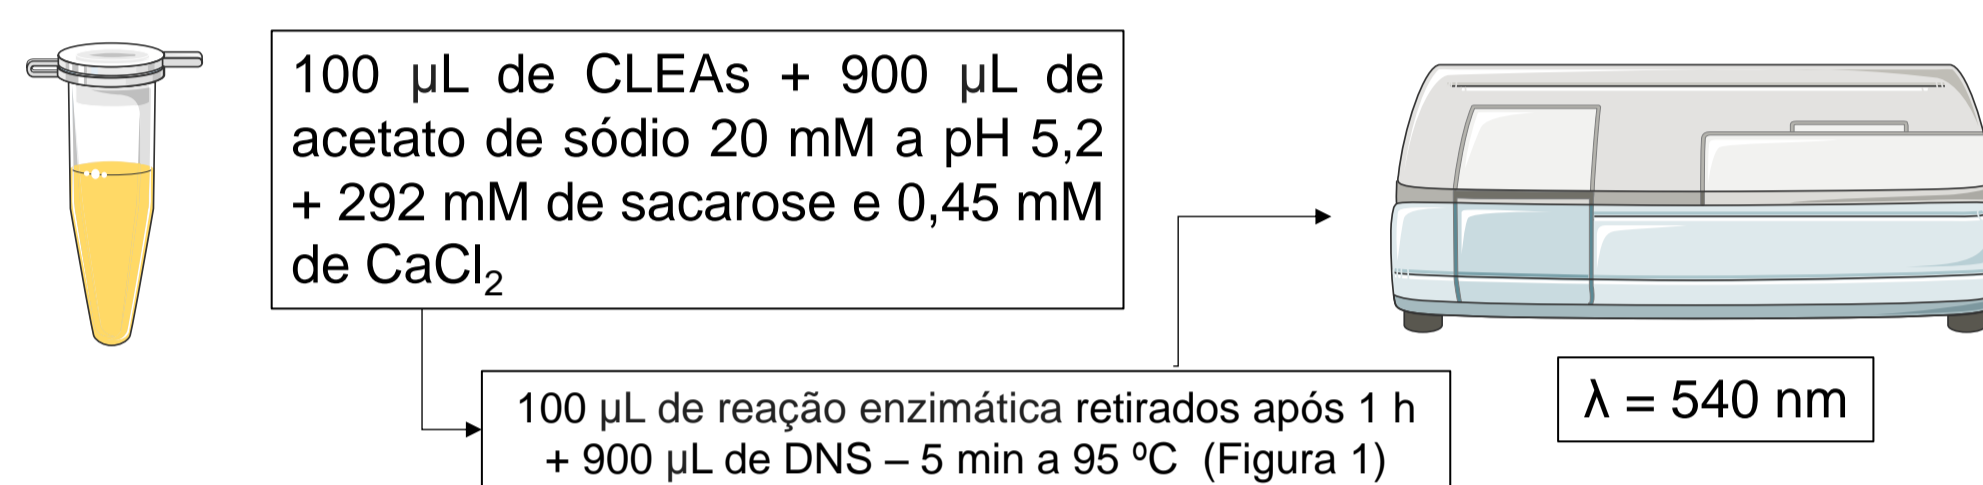 100 µL de CLEAs + 900 µL de
acetato de sódio 20 mM a pH 5,2
+ 292 mM de sacarose e 0,45 mM
de CaCl₂
100 µL de reação enzimática retirados após 1 h
+ 900 µL de DNS – 5 min a 95 ºC (Figura 1)
λ = 540 nm